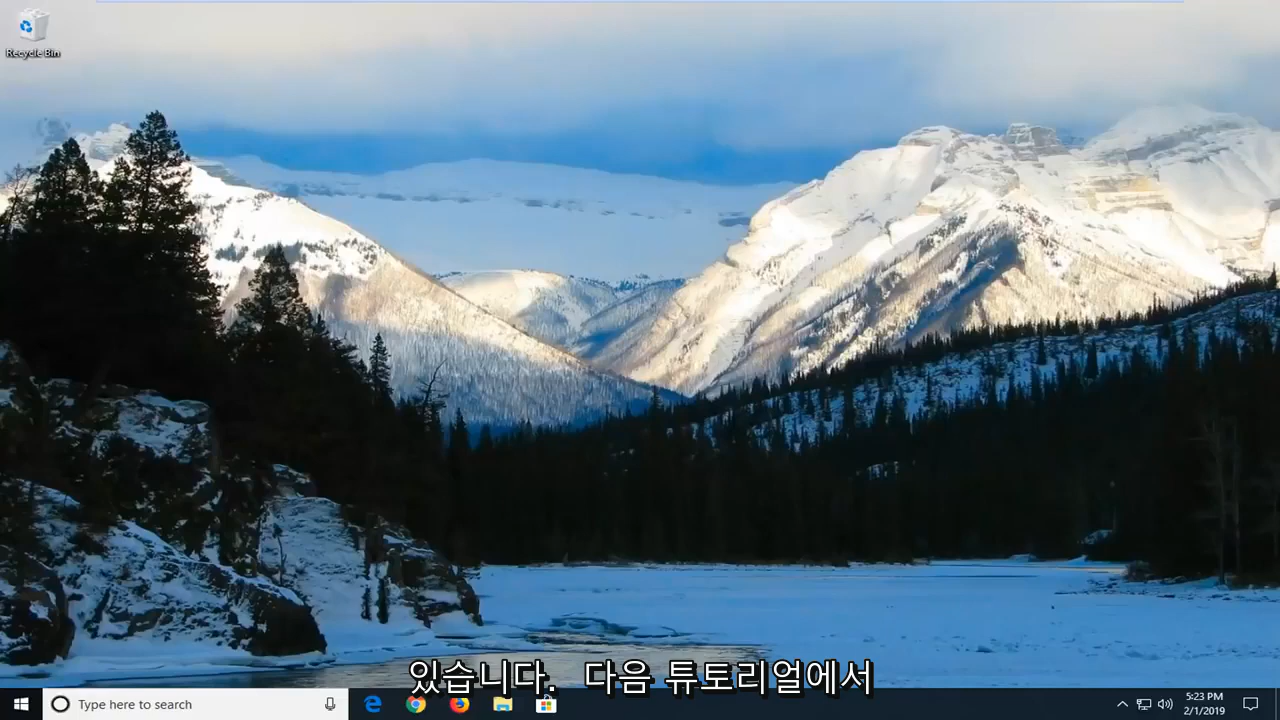 Recycle Bin
있습니다.  다음 튜토리얼에서
Type here to search
5:23 PM
2/1/2019